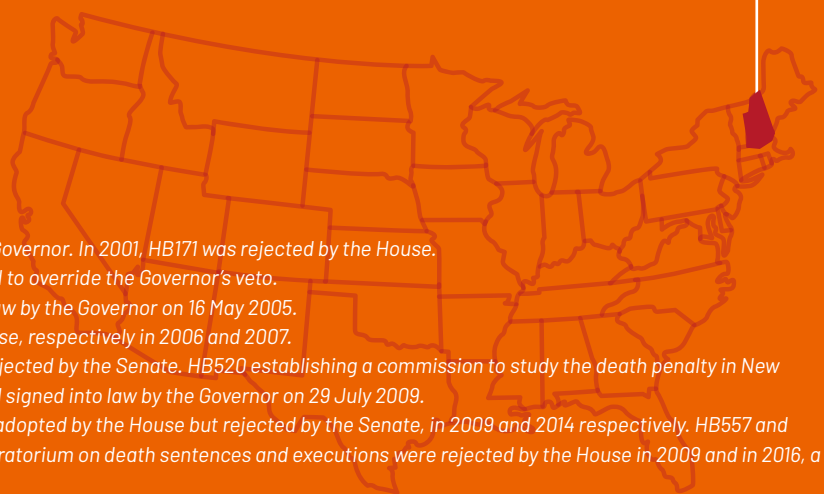 Governor. In 2001, HB171 was rejected by the House.
to override the Governor's veto.
by the Governor on 16 May 2005.
respectively in 2006 and 2007.
by the Senate. HB520 establishing a commission to study the death penalty in New
signed into law by the Governor on 29 July 2009.
adopted by the House but rejected by the Senate, in 2009 and 2014 respectively. HB557 and
on death sentences and executions were rejected by the House in 2009 and in 2016, a